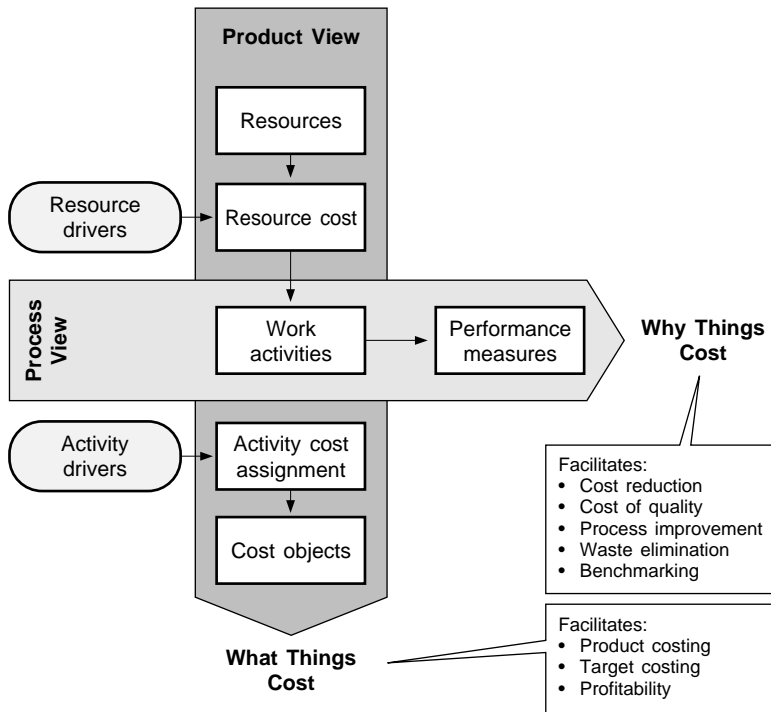 Product View
Resources
Resource
drivers
Resource cost
Process
View
Work
activities
Performance
measures
Why Things
Cost
Activity
drivers
Activity cost
assignment
Cost objects
Facilitates:
• Cost reduction
• Cost of quality
• Process improvement
• Waste elimination
• Benchmarking
What Things
Cost
Facilitates:
• Product costing
• Target costing
• Profitability